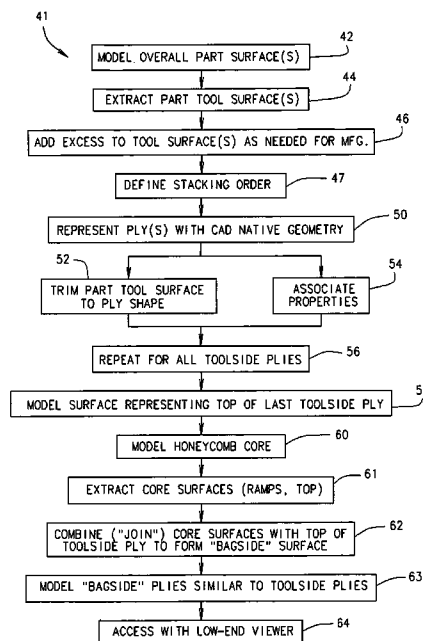 41
MODEL OVERALL PART SURFACE(S)
42
EXTRACT PART TOOL SURFACE(S)
44
ADD EXCESS TO TOOL SURFACE(S) AS NEEDED FOR MFG.
46
DEFINE STACKING ORDER
47
REPRESENT PLY(S) WITH CAD NATIVE GEOMETRY
50
52
TRIM PART TOOL SURFACE
TO PLY SHAPE
54
ASSOCIATE
PROPERTIES
REPEAT FOR ALL TOOLSIDE PLIES
56
MODEL SURFACE REPRESENTING TOP OF LAST TOOLSIDE PLY
MODEL HONEYCOMB CORE
60
EXTRACT CORE SURFACES (RAMPS, TOP)
61
COMBINE ("JOIN") CORE SURFACES WITH TOP OF
TOOLSIDE PLY TO FORM "BAGSIDE" SURFACE
62
MODEL "BAGSIDE" PLIES SIMILAR TO TOOLSIDE PLIES
63
ACCESS WITH LOW-END VIEWER
64